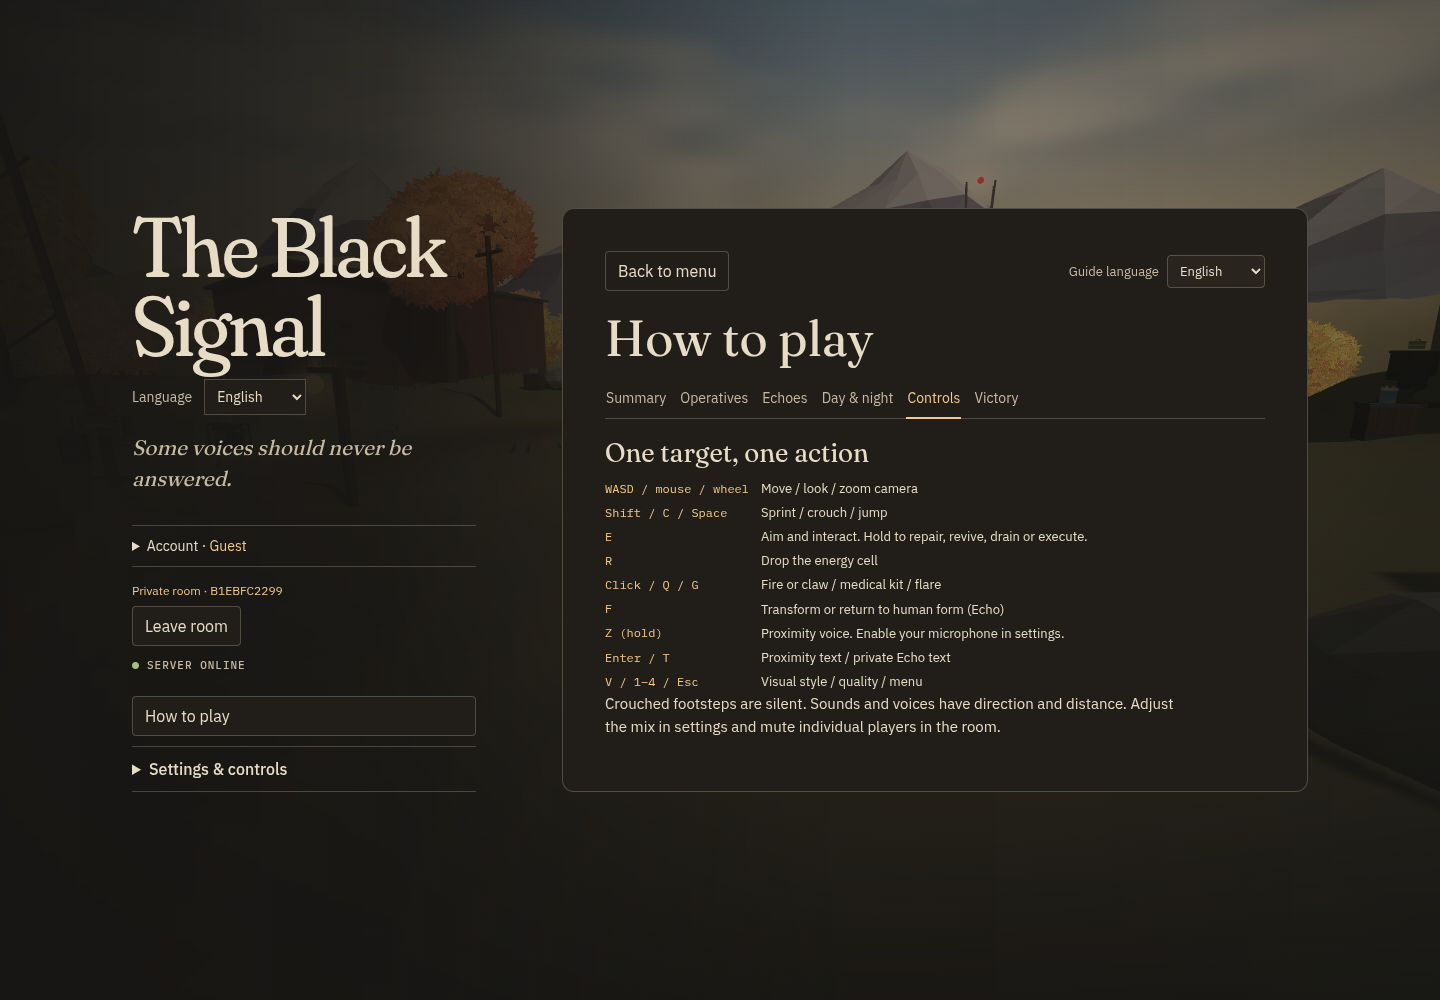 The Black
Signal
Language English
Some voices should never be
answered.
Account · Guest
Private room · B1EBFC2299
Leave room
SERVER ONLINE
How to play
Settings & controls
Back to menu
Guide language English
How to play
Summary Operatives Echoes Day & night Controls Victory
One target, one action
WASD / mouse / wheel Move / look / zoom camera
Shift / C / Space Sprint / crouch / jump
E Aim and interact. Hold to repair, revive, drain or execute.
R Drop the energy cell
Click / Q / G Fire or claw / medical kit / flare
F Transform or return to human form (Echo)
Z (hold) Proximity voice. Enable your microphone in settings.
Enter / T Proximity text / private Echo text
V / 1–4 / Esc Visual style / quality / menu
Crouched footsteps are silent. Sounds and voices have direction and distance. Adjust
the mix in settings and mute individual players in the room.